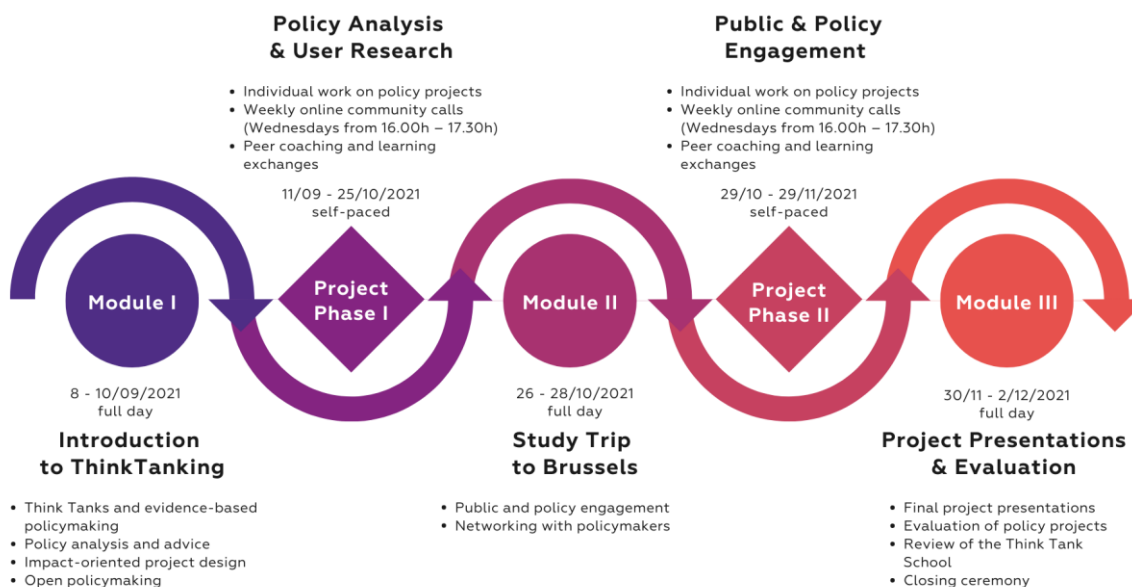 Policy Analysis
& User Research
• Individual work on policy projects
• Weekly online community calls
(Wednesdays from 16.00h – 17.30h)
• Peer coaching and learning
exchanges
11/09 - 25/10/2021
self-paced
Public & Policy
Engagement
• Individual work on policy projects
• Weekly online community calls
(Wednesdays from 16.00h – 17.30h)
• Peer coaching and learning
exchanges
29/10 - 29/11/2021
self-paced
Module I
Project
Phase I
Module II
Project
Phase II
Module III
8 - 10/09/2021
full day
Introduction
to ThinkTanking
• Think Tanks and evidence-based
policymaking
• Policy analysis and advice
• Impact-oriented project design
• Open policymaking
26 - 28/10/2021
full day
Study Trip
to Brussels
• Public and policy engagement
• Networking with policymakers
30/11 - 2/12/2021
full day
Project Presentations
& Evaluation
• Final project presentations
• Evaluation of policy projects
• Review of the Think Tank
School
• Closing ceremony